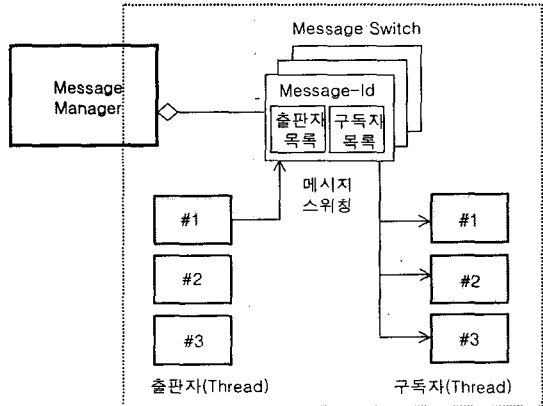 Message Switch
Message
Manager
Message-Id
출판자
목록
구독자
목록
메시지
스위칭
#1
#2
#3
#1
#2
#3
출판자(Thread)
구독자(Thread)